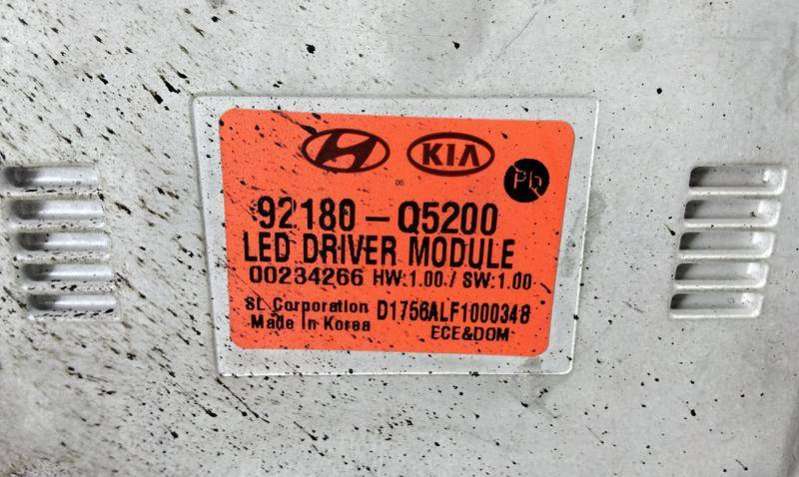 KIA
Pb
92180-Q5200
LED DRIVER MODULE
00234266 HW:1.00 / SW:1.00
SL Corporation D1756ALF1000348
Made In Korea ECE&DOM